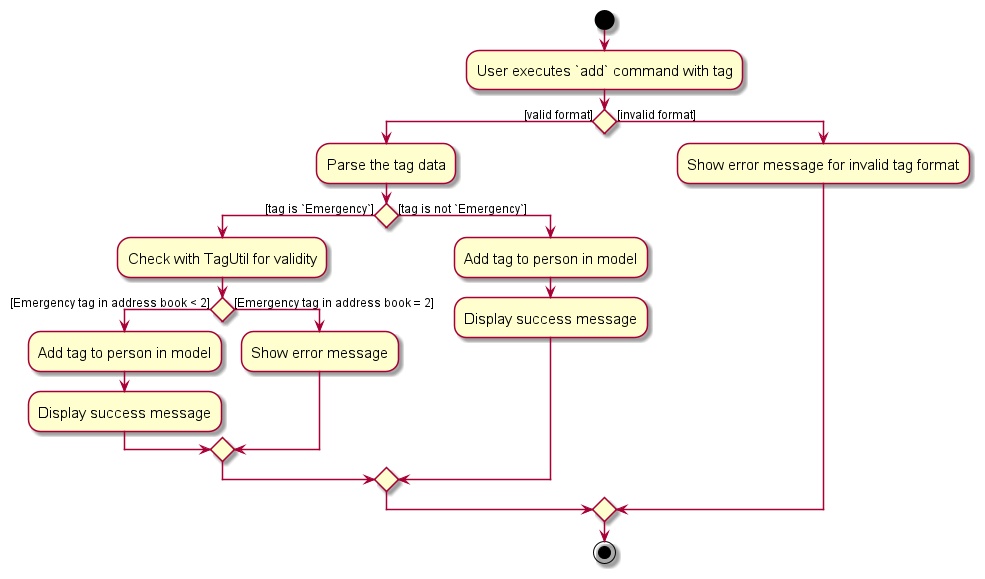 User executes `add` command with tag
[valid format]
[invalid format]
Parse the tag data
Show error message for invalid tag format
[tag is `Emergency`]
[tag is not `Emergency`]
Check with TagUtil for validity
Add tag to person in model
[Emergency tag in address book < 2]
[Emergency tag in address book = 2]
Display success message
Add tag to person in model
Show error message
Display success message